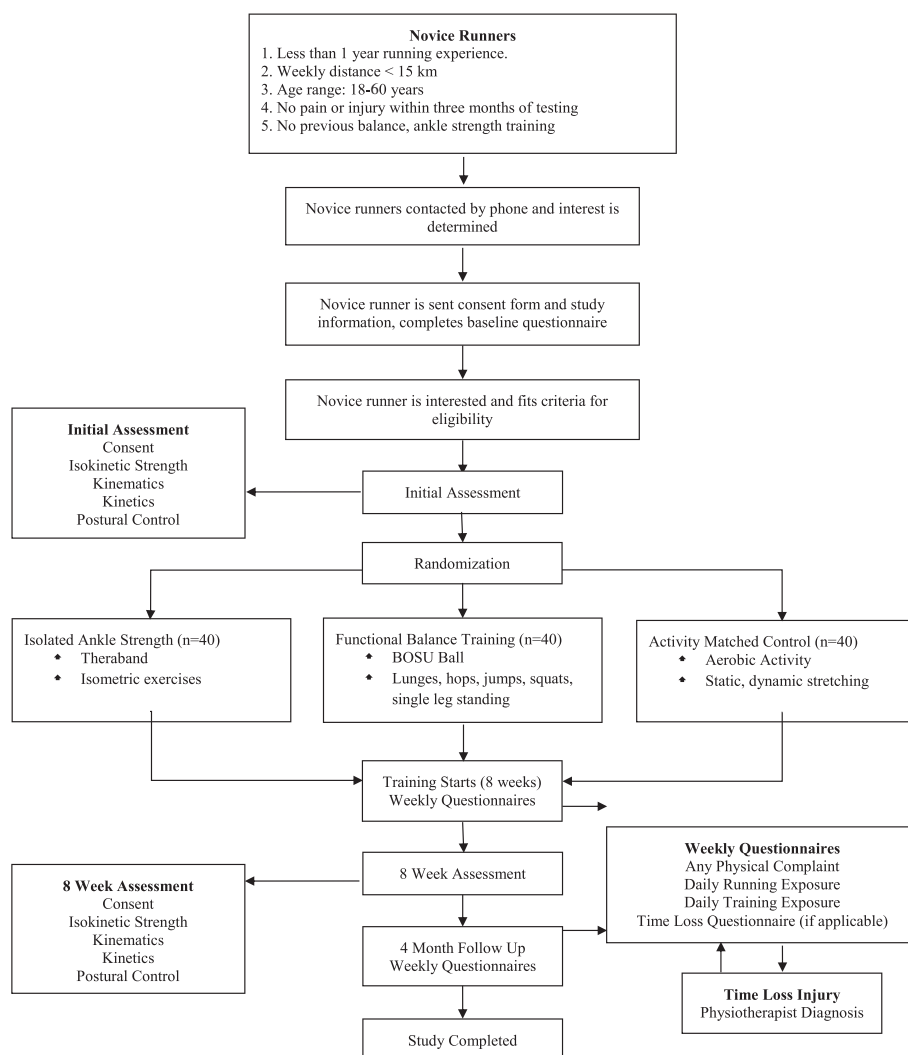 Novice Runners
1. Less than 1 year running experience.
2. Weekly distance < 15 km
3. Age range: 18-60 years
4. No pain or injury within three months of testing
5. No previous balance, ankle strength training
Novice runners contacted by phone and interest is
determined
Novice runner is sent consent form and study
information, completes baseline questionnaire
Novice runner is interested and fits criteria for
eligibility
Initial Assessment
Consent
Isokinetic Strength
Kinematics
Kinetics
Postural Control
Initial Assessment
Randomization
Isolated Ankle Strength (n=40)
Theraband
Isometric exercises
Functional Balance Training (n=40)
BOSU Ball
Lunges, hops, jumps, squats,
single leg standing
Activity Matched Control (n=40)
Aerobic Activity
Static, dynamic stretching
Training Starts (8 weeks)
Weekly Questionnaires
8 Week Assessment
Consent
Isokinetic Strength
Kinematics
Kinetics
Postural Control
8 Week Assessment
Weekly Questionnaires
Any Physical Complaint
Daily Running Exposure
Daily Training Exposure
Time Loss Questionnaire (if applicable)
4 Month Follow Up
Weekly Questionnaires
Time Loss Injury
Physiotherapist Diagnosis
Study Completed